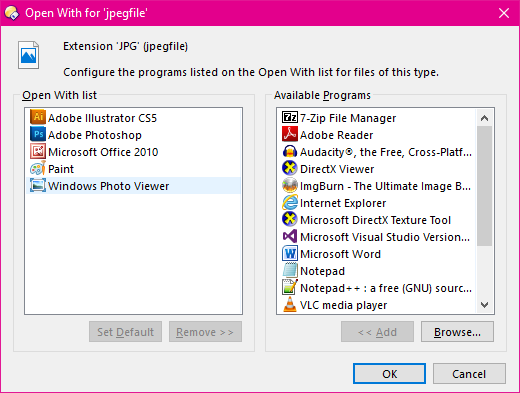 Open With for 'jpegfile'
Extension 'JPG' (jpegfile)
Configure the programs listed on the Open With list for files of this type.
Open With list
Adobe Illustrator CS5
Adobe Photoshop
Microsoft Office 2010
Paint
Windows Photo Viewer
Set Default
Remove >>
Available Programs
7-Zip File Manager
Adobe Reader
Audacity®, the Free, Cross-Platf...
DirectX Viewer
ImgBurn - The Ultimate Image B...
Internet Explorer
Microsoft DirectX Texture Tool
Microsoft Visual Studio Version...
Microsoft Word
Notepad
Notepad++ : a free (GNU) sourc...
VLC media player
<< Add
Browse...
OK
Cancel